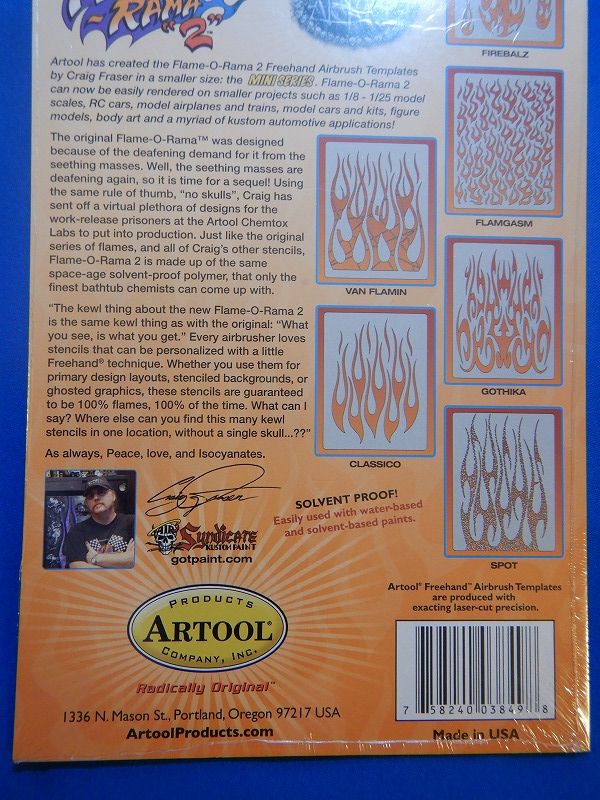 -RAMA-
"2"™
Artool has created the Flame-O-Rama 2 Freehand Airbrush Templates
by Craig Fraser in a smaller size: the MINI SERIES. Flame-O-Rama 2
can now be easily rendered on smaller projects such as 1/8 - 1/25 model
scales, RC cars, model airplanes and trains, model cars and kits, figure
models, body art and a myriad of kustom automotive applications!
The original Flame-O-Rama™ was designed
because of the deafening demand for it from the
seething masses. Well, the seething masses are
deafening again, so it is time for a sequel! Using
the same rule of thumb, "no skulls", Craig has
sent off a virtual plethora of designs for the
work-release prisoners at the Artool Chemtox
Labs to put into production. Just like the original
series of flames, and all of Craig's other stencils,
Flame-O-Rama 2 is made up of the same
space-age solvent-proof polymer, that only the
finest bathtub chemists can come up with.
"The kewl thing about the new Flame-O-Rama 2
is the same kewl thing as with the original: "What
you see, is what you get." Every airbrusher loves
stencils that can be personalized with a little
Freehand® technique. Whether you use them for
primary design layouts, stenciled backgrounds, or
ghosted graphics, these stencils are guaranteed
to be 100% flames, 100% of the time. What can I
say? Where else can you find this many kewl
stencils in one location, without a single skull...??"
As always, Peace, love, and Isocyanates.
Craig Fraser
Syndicate
KUSTOM PAINT
gotpaint.com
FIREBALZ
FLAMGASM
VAN FLAMIN
GOTHIKA
CLASSICO
SPOT
SOLVENT PROOF!
Easily used with water-based
and solvent-based paints.
Artool® Freehand™ Airbrush Templates
are produced with
exacting laser-cut precision.
PRODUCTS
ARTOOL®
COMPANY, INC.
Radically Original™
1336 N. Mason St., Portland, Oregon 97217 USA
ArtoolProducts.com
7 58240 03849 8
Made in USA